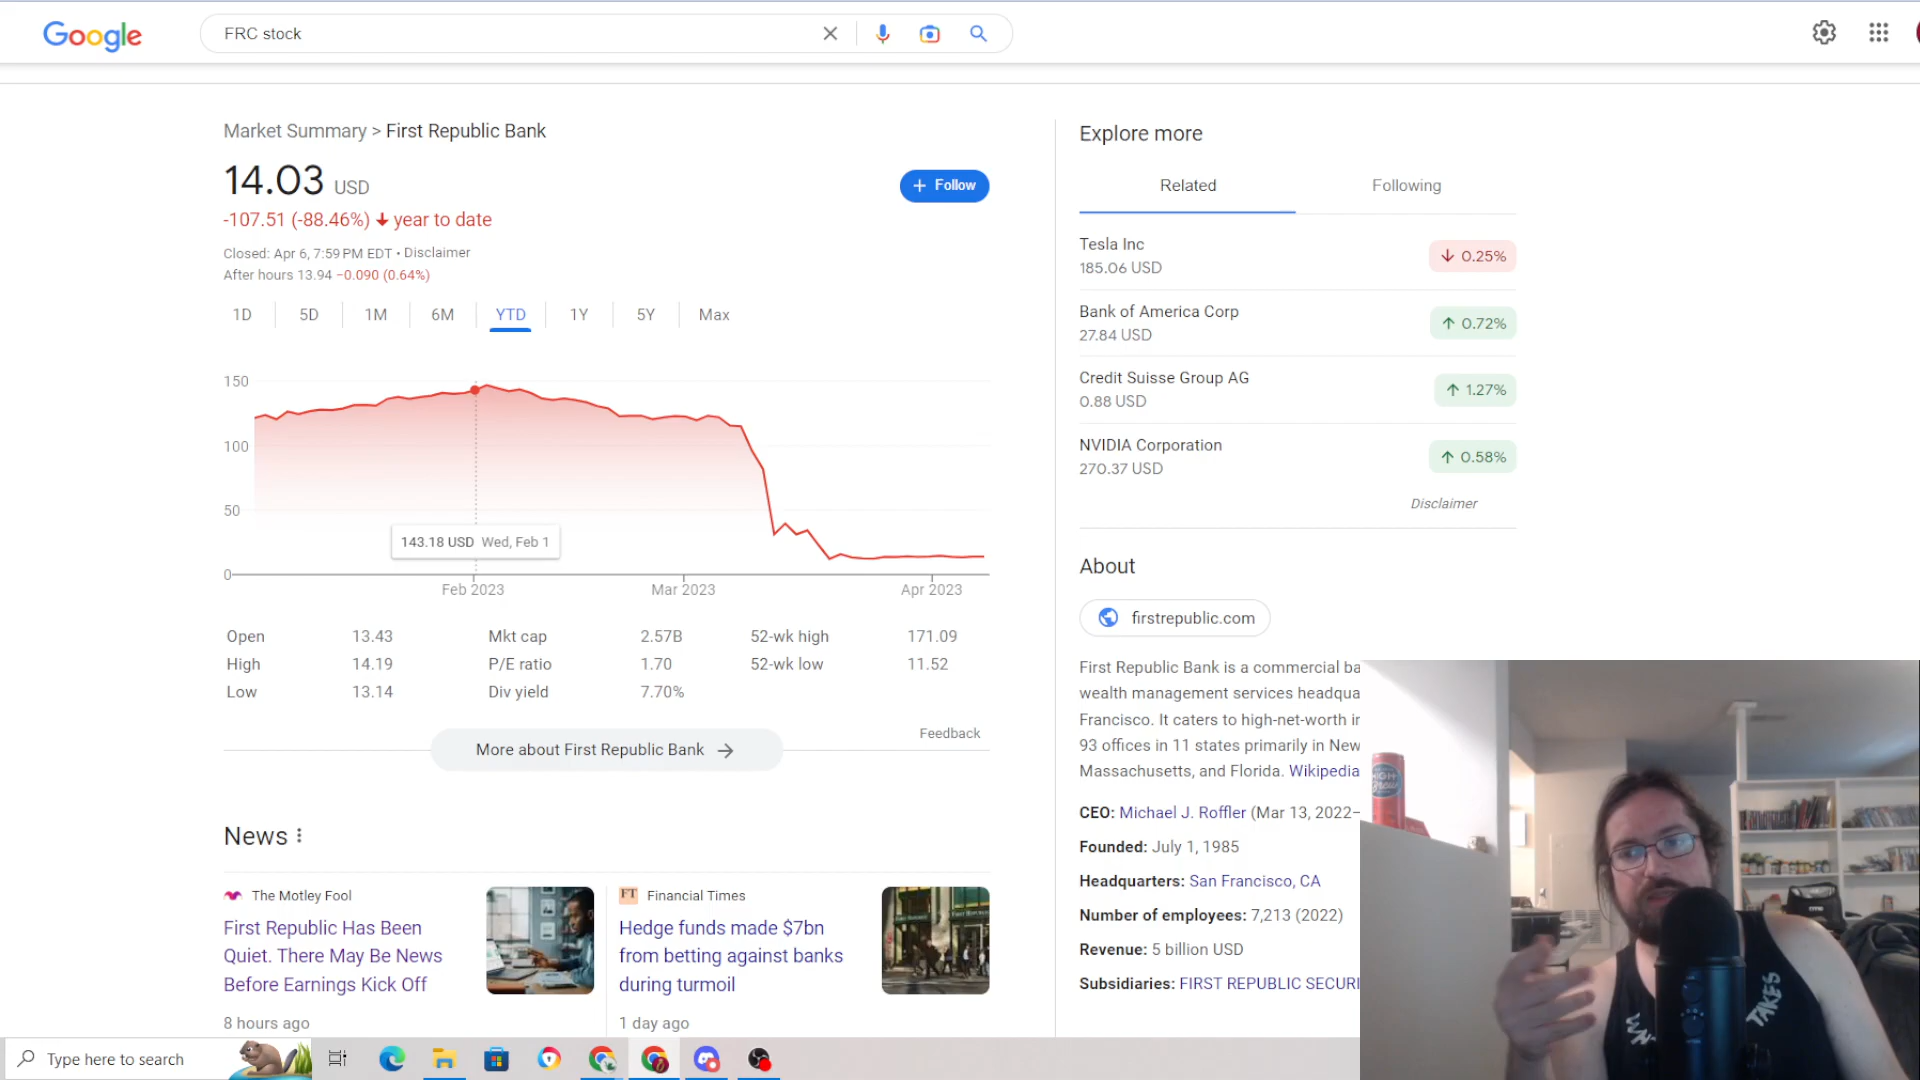 Google
FRC stock
Market Summary > First Republic Bank
14.03 USD
+ Follow
-107.51 (-88.46%) year to date
Closed: Apr 6, 7:59 PM EDT • Disclaimer
After hours 13.94 −0.090 (0.64%)
1D 5D 1M 6M YTD 1Y 5Y Max
150
100
50
0
143.18 USD Wed, Feb 1
Feb 2023 Mar 2023 Apr 2023
Open 13.43 Mkt cap 2.57B 52-wk high 171.09
High 14.19 P/E ratio 1.70 52-wk low 11.52
Low 13.14 Div yield 7.70%
Feedback
More about First Republic Bank
News
The Motley Fool
First Republic Has Been
Quiet. There May Be News
Before Earnings Kick Off
8 hours ago
FT Financial Times
Hedge funds made $7bn
from betting against banks
during turmoil
1 day ago
Explore more
Related Following
Tesla Inc
185.06 USD
0.25%
Bank of America Corp
27.84 USD
0.72%
Credit Suisse Group AG
0.88 USD
1.27%
NVIDIA Corporation
270.37 USD
0.58%
Disclaimer
About
firstrepublic.com
First Republic Bank is a commercial ba
wealth management services headqua
Francisco. It caters to high-net-worth in
93 offices in 11 states primarily in New
Massachusetts, and Florida. Wikipedia
CEO: Michael J. Roffler (Mar 13, 2022–
Founded: July 1, 1985
Headquarters: San Francisco, CA
Number of employees: 7,213 (2022)
Revenue: 5 billion USD
Subsidiaries: FIRST REPUBLIC SECURI
TAKES
Type here to search